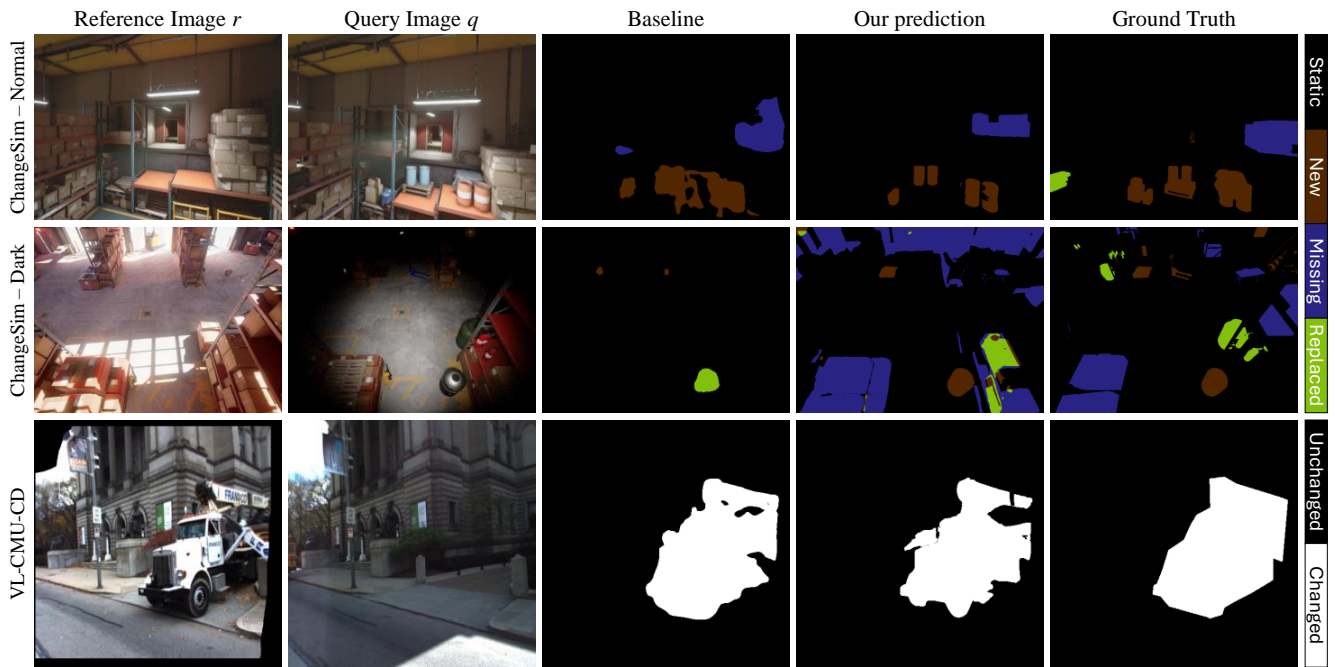 Reference Image r
Query Image q
Baseline
Our prediction
Ground Truth
ChangeSim – Normal
ChangeSim – Dark
VL-CMU-CD
Static
New
Missing
Replaced
Unchanged
Changed